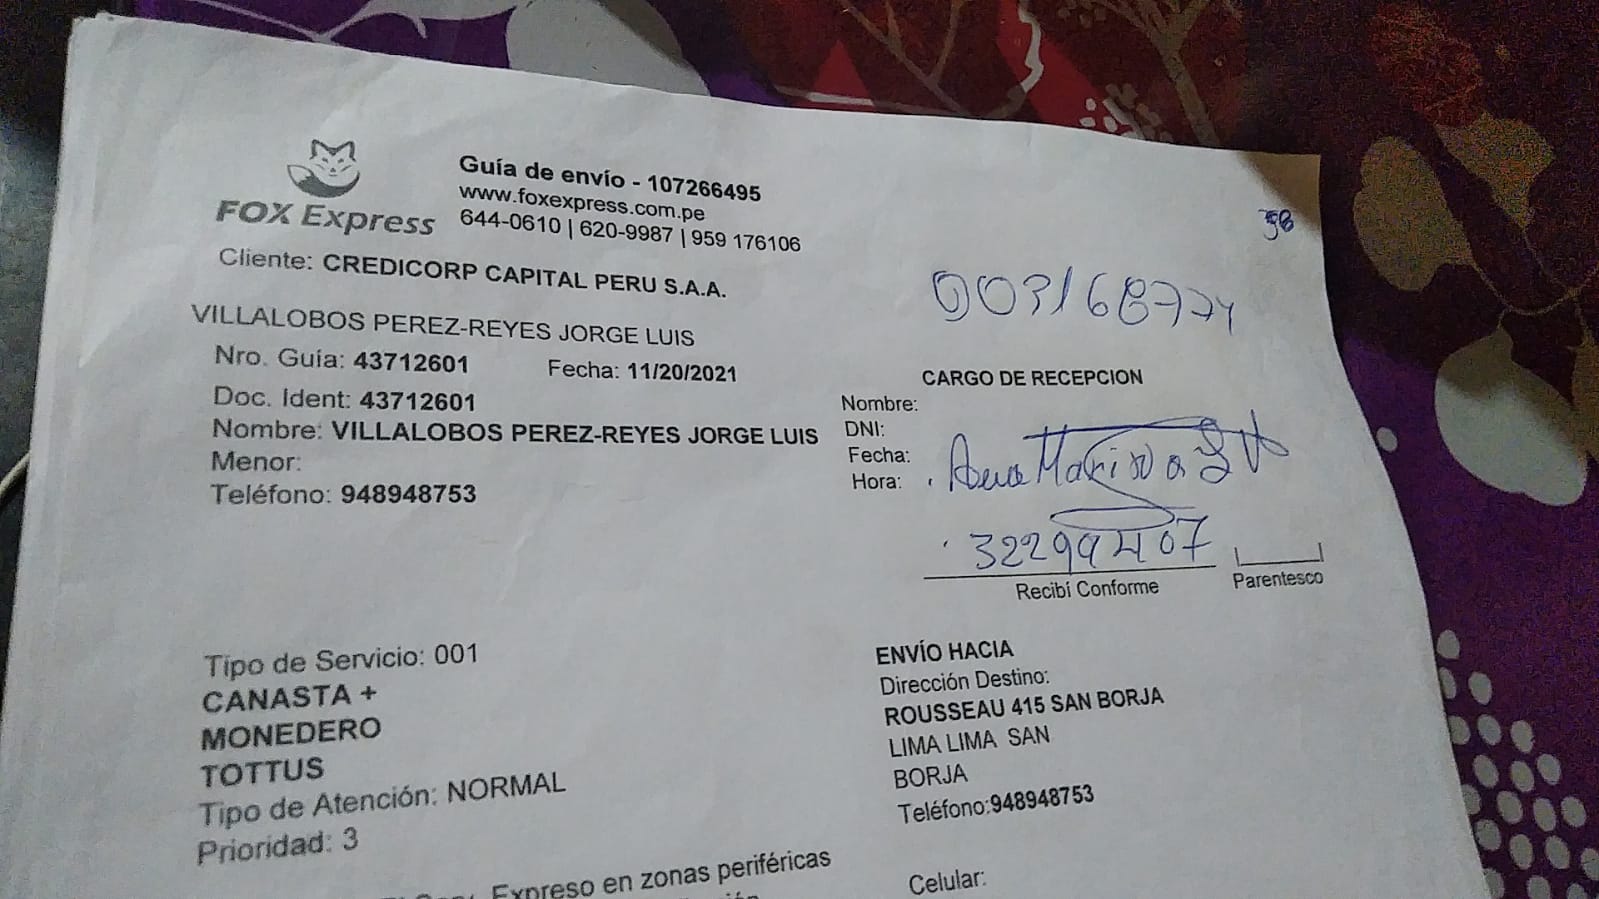 FOX Express
Guía de envío - 107266495
www.foxexpress.com.pe
644-0610 | 620-9987 | 959 176106
Cliente: CREDICORP CAPITAL PERU S.A.A.
VILLALOBOS PEREZ-REYES JORGE LUIS
Nro. Guía: 43712601 Fecha: 11/20/2021
Doc. Ident: 43712601
Nombre: VILLALOBOS PEREZ-REYES JORGE LUIS
Menor:
Teléfono: 948948753
Tipo de Servicio: 001
CANASTA +
MONEDERO
TOTTUS
Tipo de Atención: NORMAL
Prioridad: 3
Expreso en zonas periféricas
CARGO DE RECEPCION
Nombre:
DNI:
Fecha:
Hora:
32299407
Recibí Conforme Parentesco
ENVÍO HACIA
Dirección Destino:
ROUSSEAU 415 SAN BORJA
LIMA LIMA SAN
BORJA
Teléfono:948948753
Celular: